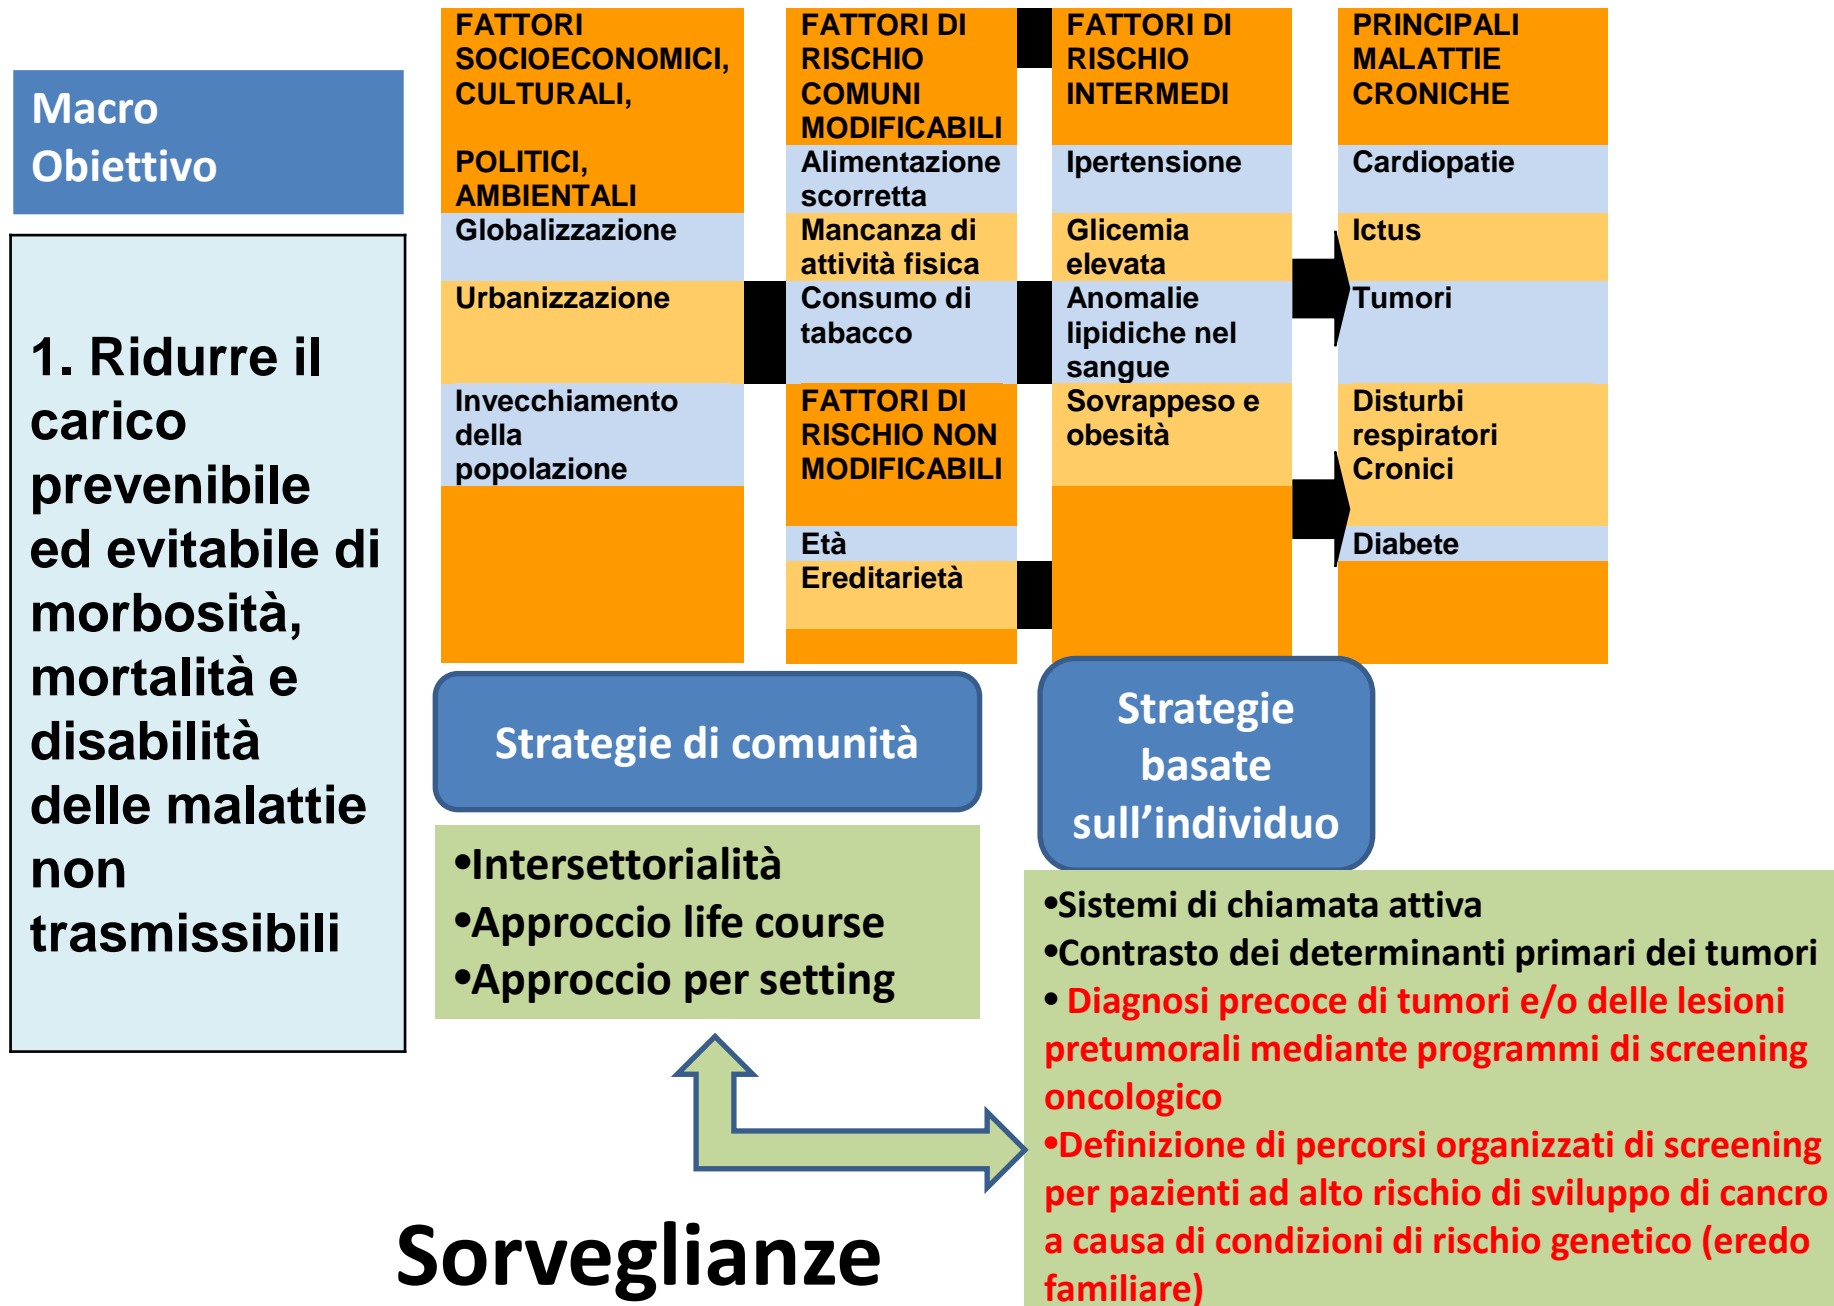 Macro
Obiettivo
1. Ridurre il
carico
prevenibile
ed evitabile di
morbosità,
mortalità e
disabilità
delle malattie
non
trasmissibili
FATTORI
SOCIOECONOMICI,
CULTURALI,
POLITICI,
AMBIENTALI
Globalizzazione
Urbanizzazione
Invecchiamento
della
popolazione
FATTORI DI
RISCHIO
COMUNI
MODIFICABILI
Alimentazione
scorretta
Mancanza di
attività fisica
Consumo di
tabacco
FATTORI DI
RISCHIO NON
MODIFICABILI
Età
Ereditarietà
FATTORI DI
RISCHIO
INTERMEDI
Ipertensione
Glicemia
elevata
Anomalie
lipidiche nel
sangue
Sovrappeso e
obesità
PRINCIPALI
MALATTIE
CRONICHE
Cardiopatie
Ictus
Tumori
Disturbi
respiratori
Cronici
Diabete
Strategie di comunità
•Intersettorialità
•Approccio life course
•Approccio per setting
Strategie
basate
sull’individuo
•Sistemi di chiamata attiva
•Contrasto dei determinanti primari dei tumori
• Diagnosi precoce di tumori e/o delle lesioni
pretumorali mediante programmi di screening
oncologico
•Definizione di percorsi organizzati di screening
per pazienti ad alto rischio di sviluppo di cancro
a causa di condizioni di rischio genetico (eredo
familiare)
Sorveglianze